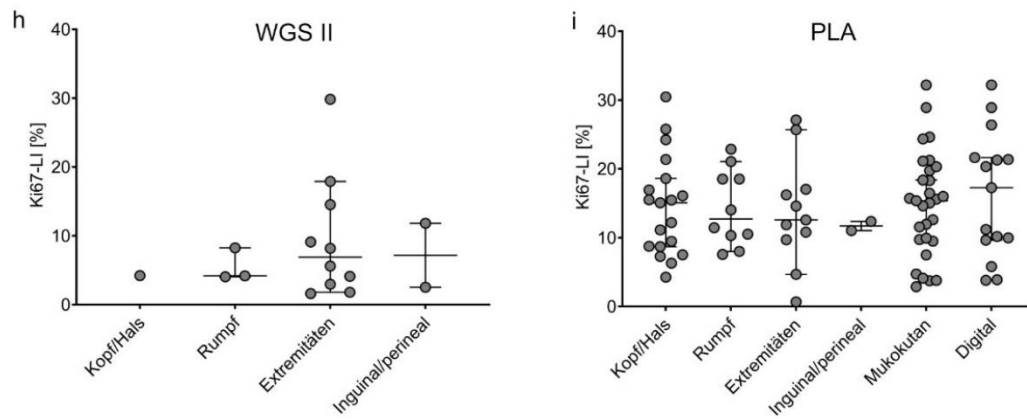 h
WGS II
Ki67-LI [%]
40
30
20
10
0
Kopf/Hals
Rumpf
Extremitäten
Inguinal/perineal
i
PLA
Ki67-LI [%]
40
30
20
10
0
Kopf/Hals
Rumpf
Extremitäten
Inguinal/perineal
Mukokutan
Digital